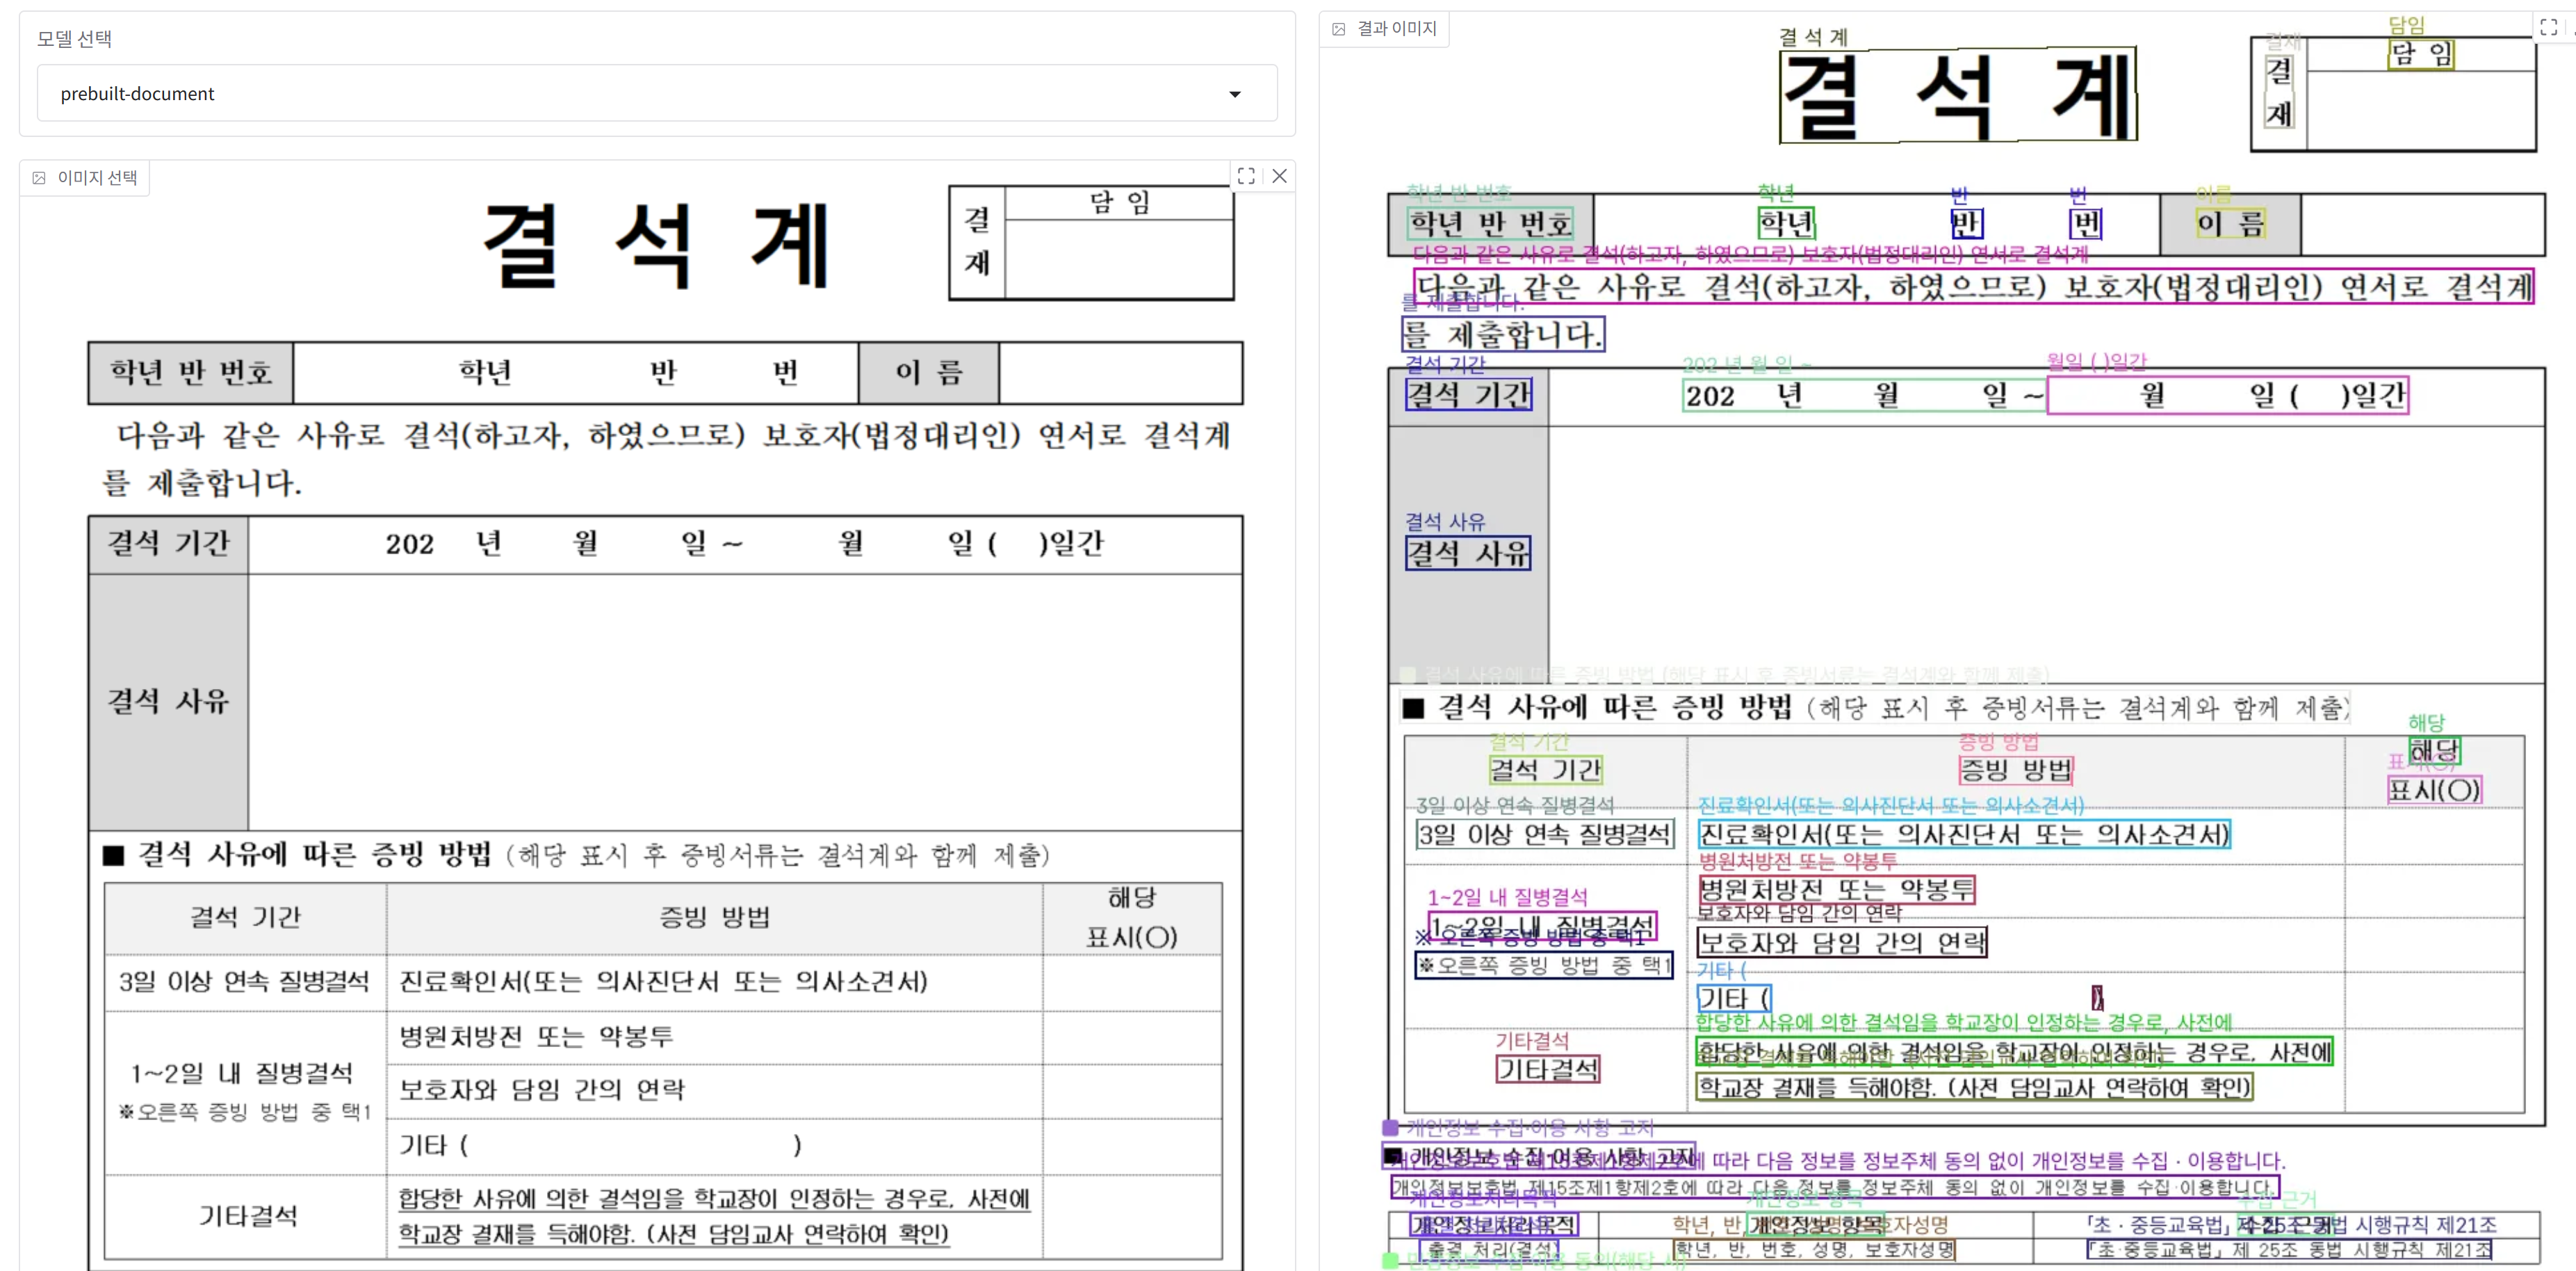 모델 선택
prebuilt-document
이미지 선택
결 석 계
결
재
담 임
학년 반 번호 학년 반 번 이 름
다음과 같은 사유로 결석(하고자, 하였으므로) 보호자(법정대리인) 연서로 결석계
를 제출합니다.
결석 기간 202 년 월 일 ~ 월 일 ( )일간
결석 사유
■ 결석 사유에 따른 증빙 방법 (해당 표시 후 증빙서류는 결석계와 함께 제출)
결석 기간 증빙 방법 해당
표시(○)
3일 이상 연속 질병결석 진료확인서(또는 의사진단서 또는 의사소견서)
1~2일 내 질병결석
※오른쪽 증빙 방법 중 택1
병원처방전 또는 약봉투
보호자와 담임 간의 연락
기타 ( )
기타결석
합당한 사유에 의한 결석임을 학교장이 인정하는 경우로, 사전에
학교장 결재를 득해야함. (사전 담임교사 연락하여 확인)
결과 이미지
결 석 계
결 석 계
결재
결
재
담임
담 임
학년 반 번호 학년 반 번 이름
학년 반 번호 학년 반 번 이 름
다음과 같은 사유로 결석(하고자, 하였으므로) 보호자(법정대리인) 연서로 결석계
다음과 같은 사유로 결석(하고자, 하였으므로) 보호자(법정대리인) 연서로 결석계
를 제출합니다.
를 제출합니다.
결석 기간 202 년 월 일 ~ 월일 ( )일간
결석 기간 202 년 월 일 ~ 월 일 ( )일간
결석 사유
결석 사유
■ 결석 사유에 따른 증빙 방법 (해당 표시 후 증빙서류는 결석계와 함께 제출)
■ 결석 사유에 따른 증빙 방법 (해당 표시 후 증빙서류는 결석계와 함께 제출)
결석 기간 증빙 방법 해당
결석 기간 증빙 방법 해당
표시(○)
표시(○)
3일 이상 연속 질병결석 진료확인서(또는 의사진단서 또는 의사소견서)
3일 이상 연속 질병결석 진료확인서(또는 의사진단서 또는 의사소견서)
병원처방전 또는 약봉투
병원처방전 또는 약봉투
1~2일 내 질병결석
1~2일 내 질병결석
보호자와 담임 간의 연락
보호자와 담임 간의 연락
※ 오른쪽 증빙 방법 중 택1
※오른쪽 증빙 방법 중 택1
기타 (
기타 ( )
합당한 사유에 의한 결석임을 학교장이 인정하는 경우로, 사전에
합당한 사유에 의한 결석임을 학교장이 인정하는 경우로, 사전에
기타결석
기타결석
학교장 결재를 득해야함. (사전 담임교사 연락하여 확인)
■ 개인정보 수집·이용 사항 고지
■ 개인정보 수집·이용 사항 고지
개인정보보호법 제15조제1항제2호에 따라 다음 정보를 정보주체 동의 없이 개인정보를 수집 · 이용합니다.
개인정보보호법 제15조제1항제2호에 따라 다음 정보를 정보주체 동의 없이 개인정보를 수집·이용합니다.
개인정보처리목적 개인정보 항목 수집 근거
개인정보처리목적 개인정보 항목 수집 근거
「초 · 중등교육법」 제 25조 동법 시행규칙 제21조
출결 처리(결석) 학년, 반, 번호, 성명, 보호자성명 「초·중등교육법」 제 25조 동법 시행규칙 제21조